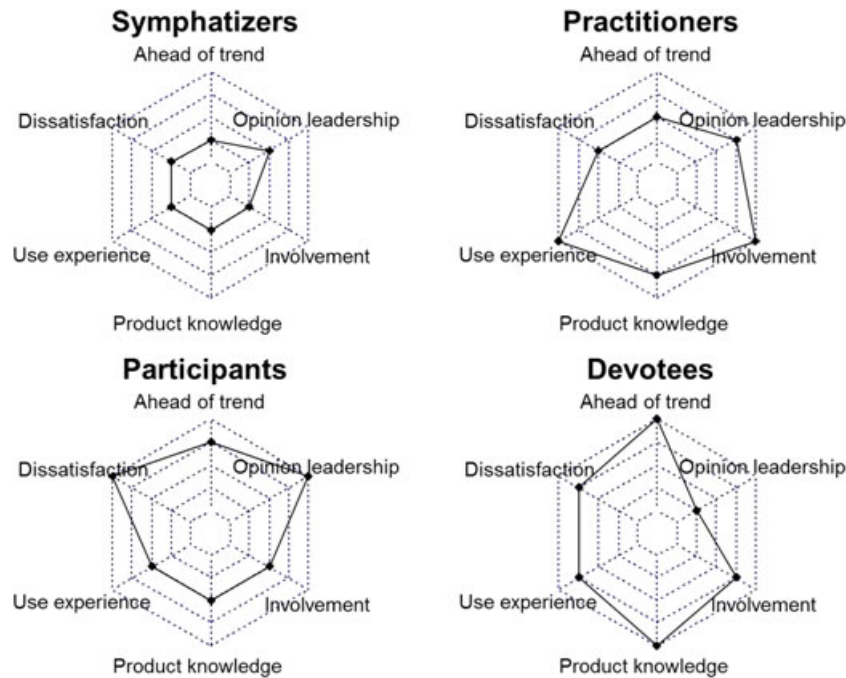 Symphatizers
Ahead of trend
Dissatisfaction
Opinion leadership
Use experience
Involvement
Product knowledge
Practitioners
Ahead of trend
Dissatisfaction
Opinion leadership
Use experience
Involvement
Product knowledge
Participants
Ahead of trend
Dissatisfaction
Opinion leadership
Use experience
Involvement
Product knowledge
Devotees
Ahead of trend
Dissatisfaction
Opinion leadership
Use experience
Involvement
Product knowledge